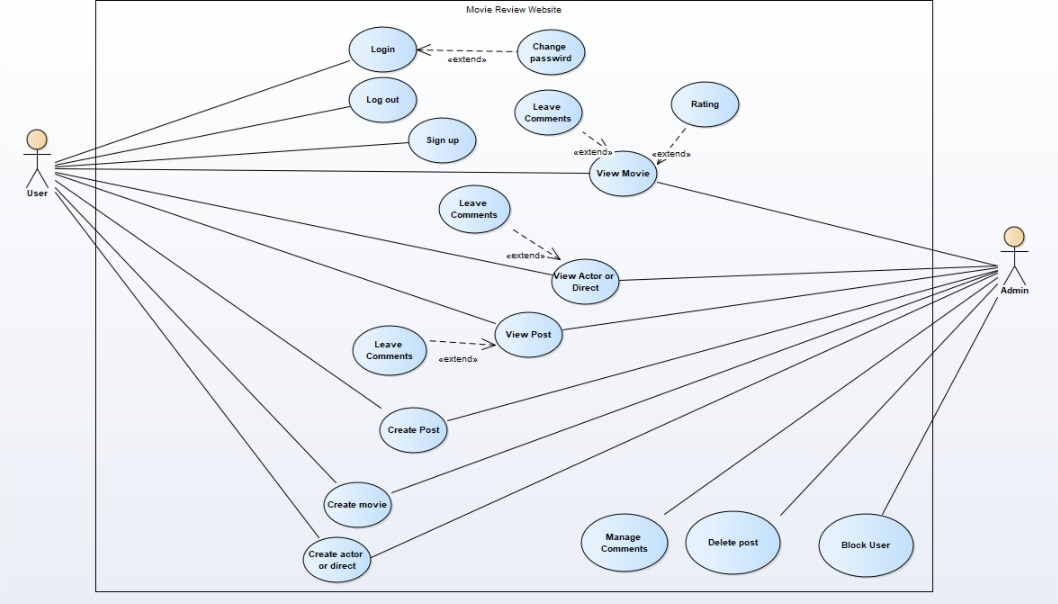 Movie Review Website
Login
«extend»
Change
passwird
Log out
Leave
Comments
Rating
Sign up
«extend»
«extend»
View Movie
User
Leave
Comments
«extend»
View Actor or
Direct
Admin
View Post
Leave
Comments
«extend»
Create Post
Create movie
Create actor
or direct
Manage
Comments
Delete post
Block User